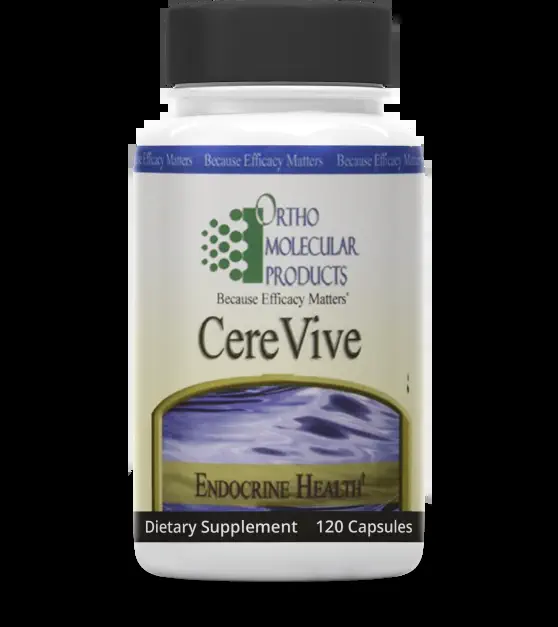 Because Efficacy Matters Because Efficacy Matters Because Efficacy Matters
ORTHO
MOLECULAR
PRODUCTS
Because Efficacy Matters®
CereVive
ENDOCRINE HEALTH
Dietary Supplement 120 Capsules